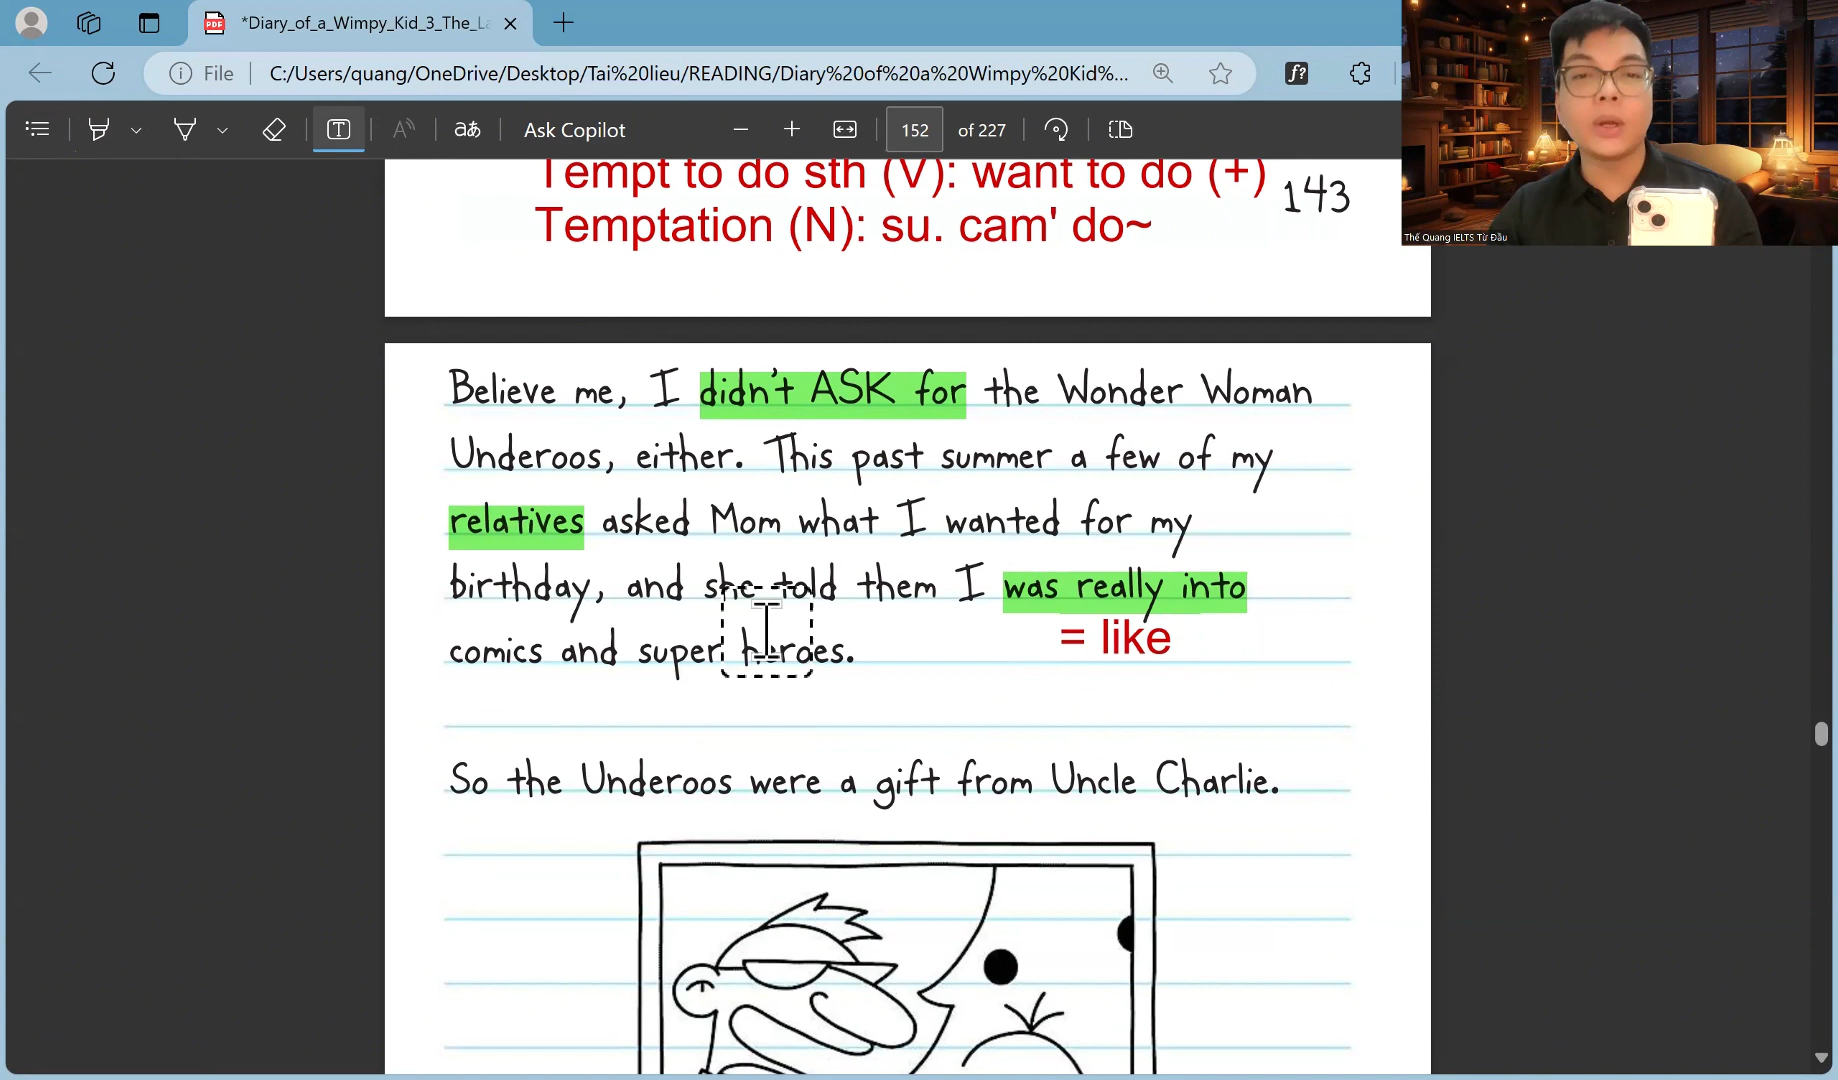 *Diary_of_a_Wimpy_Kid_3_The_La
File
C:/Users/quang/OneDrive/Desktop/Tai%20lieu/READING/Diary%20of%20a%20Wimpy%20Kid%...
Ask Copilot
152 of 227
Tempt to do sth (V): want to do (+)
Temptation (N): su. cam' do~
143
Thế Quang IELTS Từ Đầu
Believe me, I didn't ASK for the Wonder Woman
Underoos, either. This past summer a few of my
relatives asked Mom what I wanted for my
birthday, and she told them I was really into
= like
comics and super heroes.
So the Underoos were a gift from Uncle Charlie.